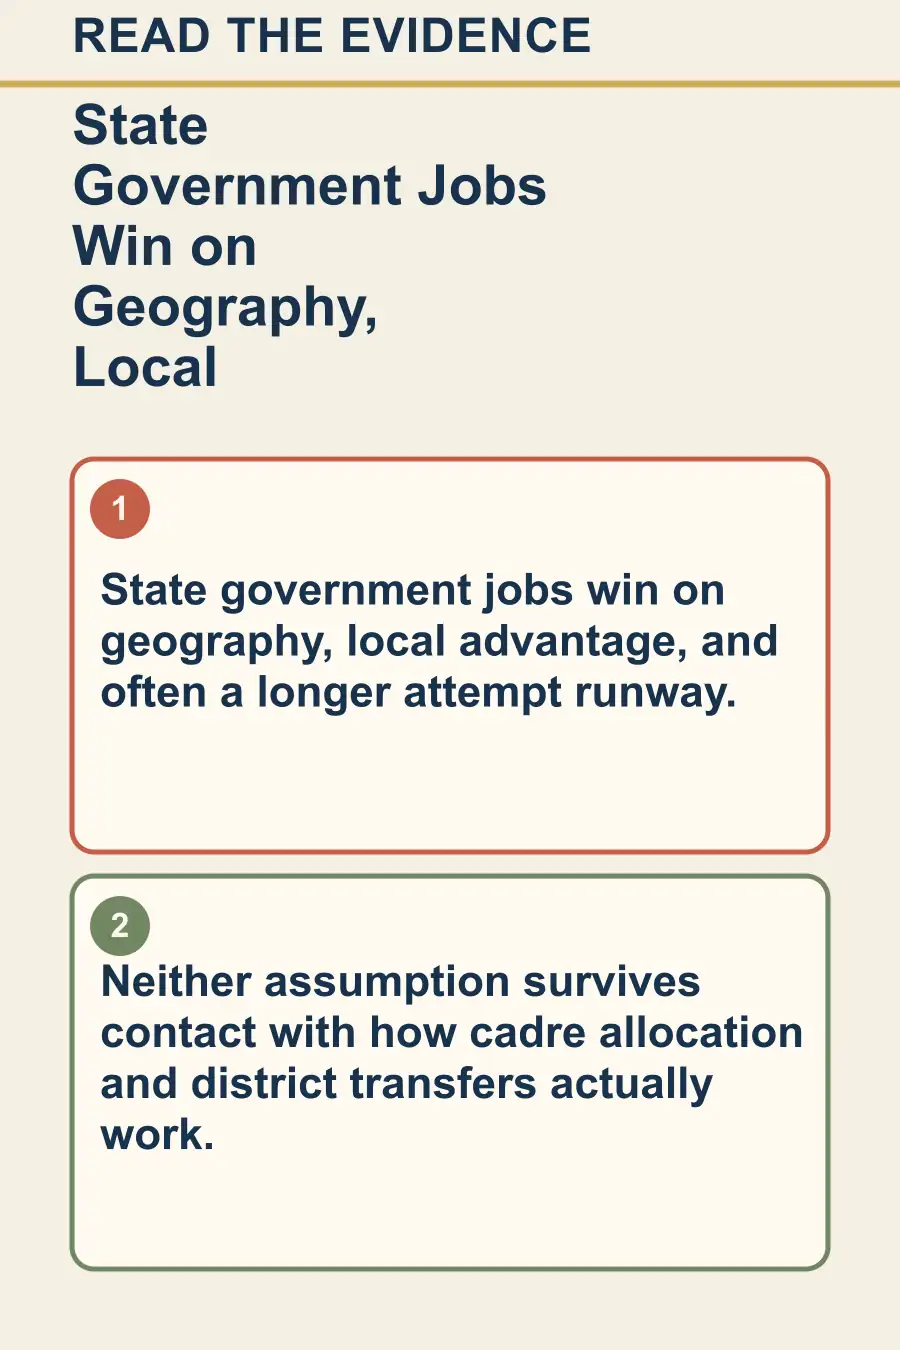 READ THE EVIDENCE
State
Government Jobs
Win on
Geography,
Local
1
State government jobs win on
geography, local advantage, and
often a longer attempt runway.
2
Neither assumption survives
contact with how cadre allocation
and district transfers actually
work.